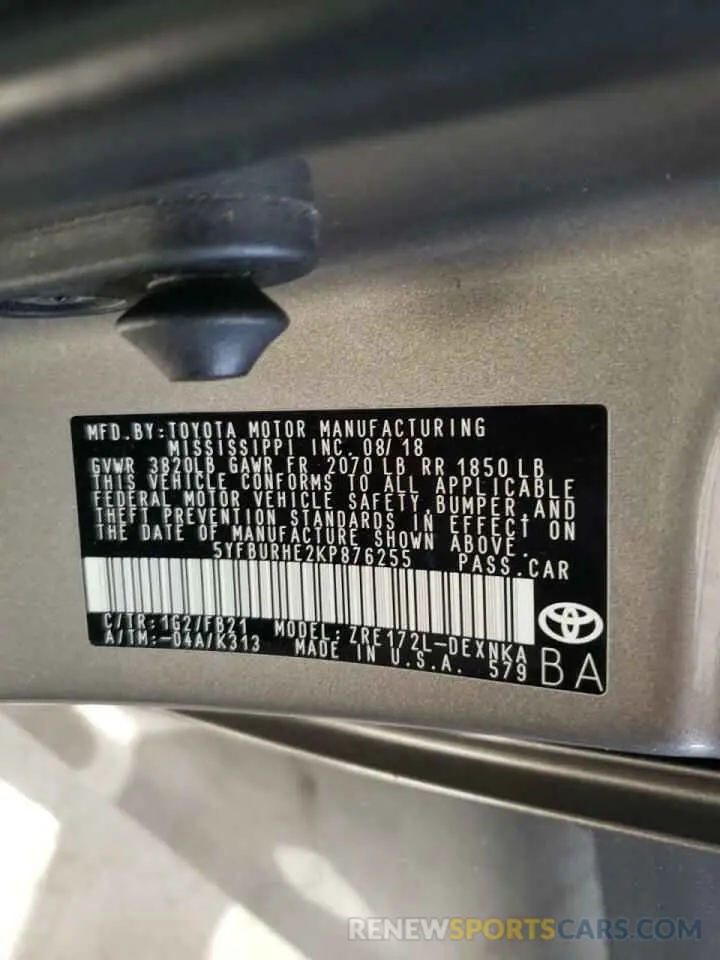 MFD. BY: TOYOTA MOTOR MANUFACTURING
MISSISSIPPI INC. 08/18
GVWR 3820LB GAWR FR. 2070 LB RR 1850 LB
THIS VEHICLE CONFORMS TO ALL APPLICABLE
FEDERAL MOTOR VEHICLE SAFETY, BUMPER, AND
THEFT PREVENTION STANDARDS IN EFFECT ON
THE DATE OF MANUFACTURE SHOWN ABOVE.
5YFBURHE2KP876255 PASS. CAR
C/TR: 1G2/FB21 MODEL: ZRE172L-DEXNKA
A/TM: -04A/K313 MADE IN U.S.A. 579
BA
RENEWSPORTSCARS.COM